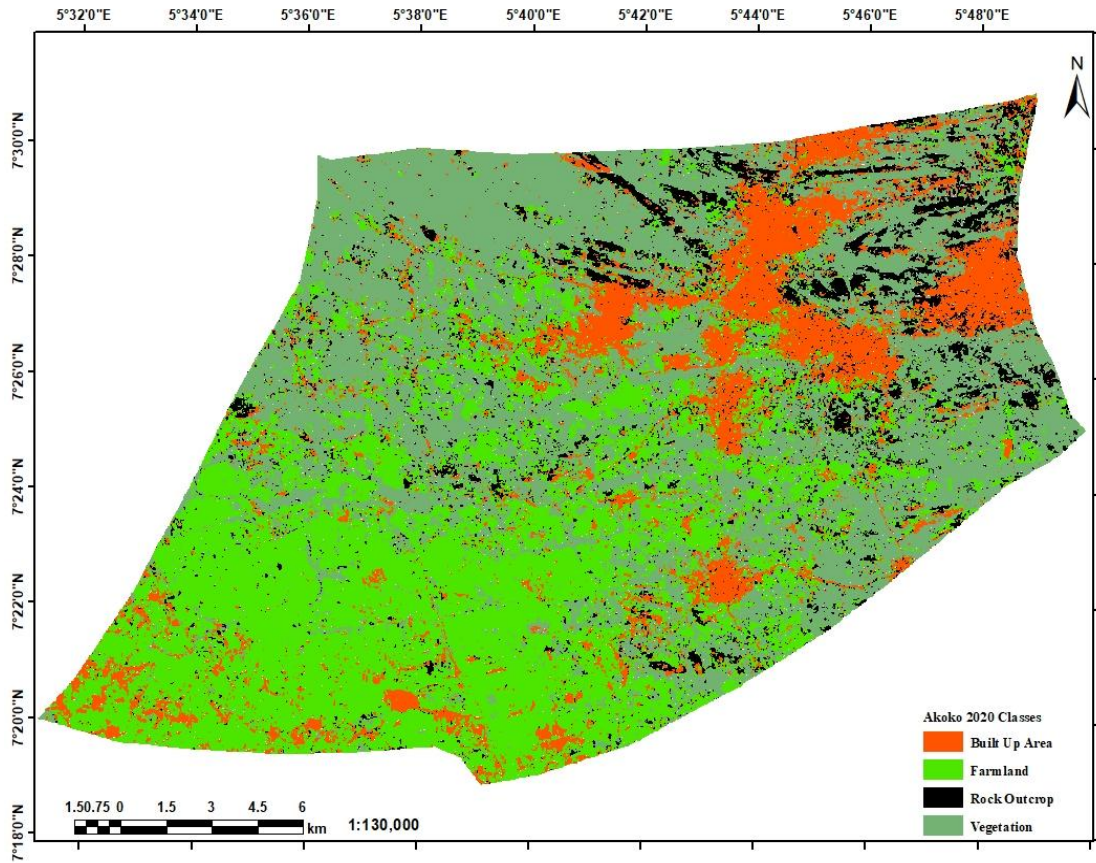 5°32'0"E 5°34'0"E 5°36'0"E 5°38'0"E 5°40'0"E 5°42'0"E 5°44'0"E 5°46'0"E 5°48'0"E
N
7°30'0"N
7°28'0"N
7°26'0"N
7°24'0"N
7°22'0"N
7°20'0"N
7°18'0"N
Akoko 2020 Classes
Built Up Area
Farmland
Rock Outcrop
Vegetation
1.50.75 0 1.5 3 4.5 6
km
1:130,000